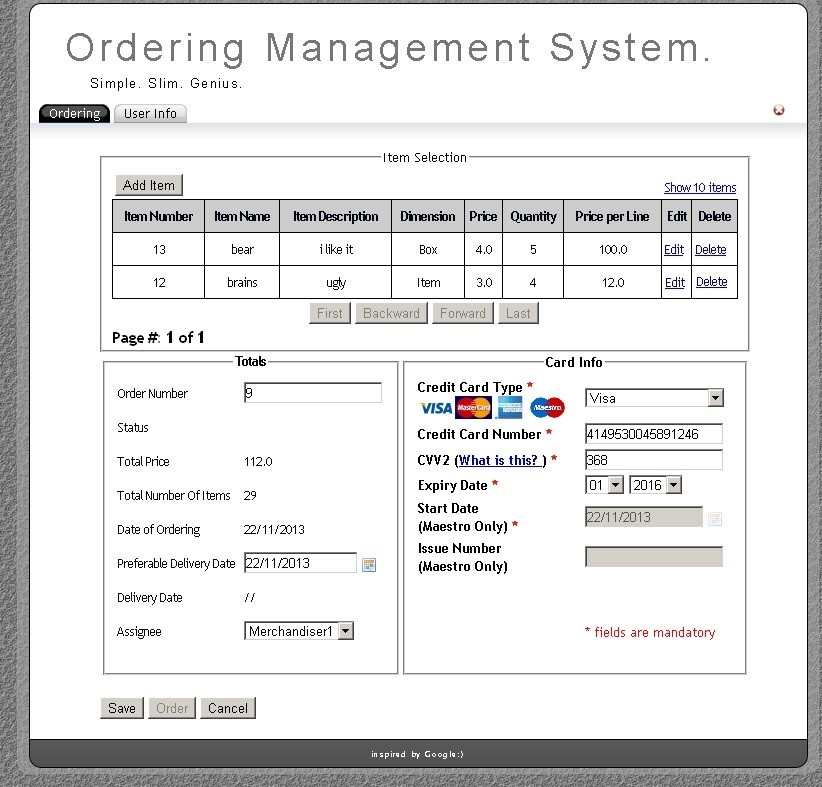 Ordering Management System.
Simple. Slim. Genius.
Ordering User Info
Item Selection
Add Item Show 10 items
Item Number Item Name Item Description Dimension Price Quantity Price per Line Edit Delete
13 bear i like it Box 4.0 5 100.0 Edit Delete
12 brains ugly Item 3.0 4 12.0 Edit Delete
First Backward Forward Last
Page #: 1 of 1
Totals
Order Number 9
Status
Total Price 112.0
Total Number Of Items 29
Date of Ordering 22/11/2013
Preferable Delivery Date 22/11/2013
Delivery Date //
Assignee Merchandiser1
Card Info
Credit Card Type * Visa
VISA MasterCard AMERICAN EXPRESS Maestro
Credit Card Number * 4149530045891246
CVV2 (What is this? ) * 368
Expiry Date * 01 2016
Start Date
(Maestro Only) * 22/11/2013
Issue Number
(Maestro Only)
* fields are mandatory
Save Order Cancel
inspired by Google:)